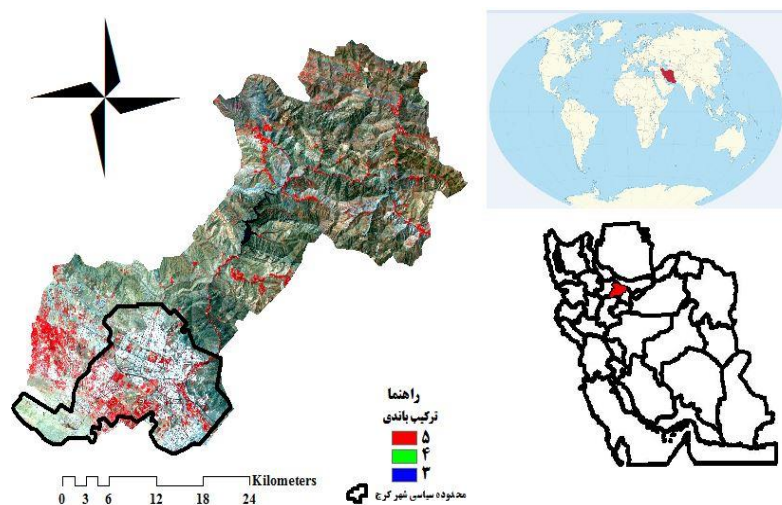 راهنما
ترکیب باندی
۵
۴
۳
محدوده سیاسی شهر کرج
Kilometers
0 3 6 12 18 24